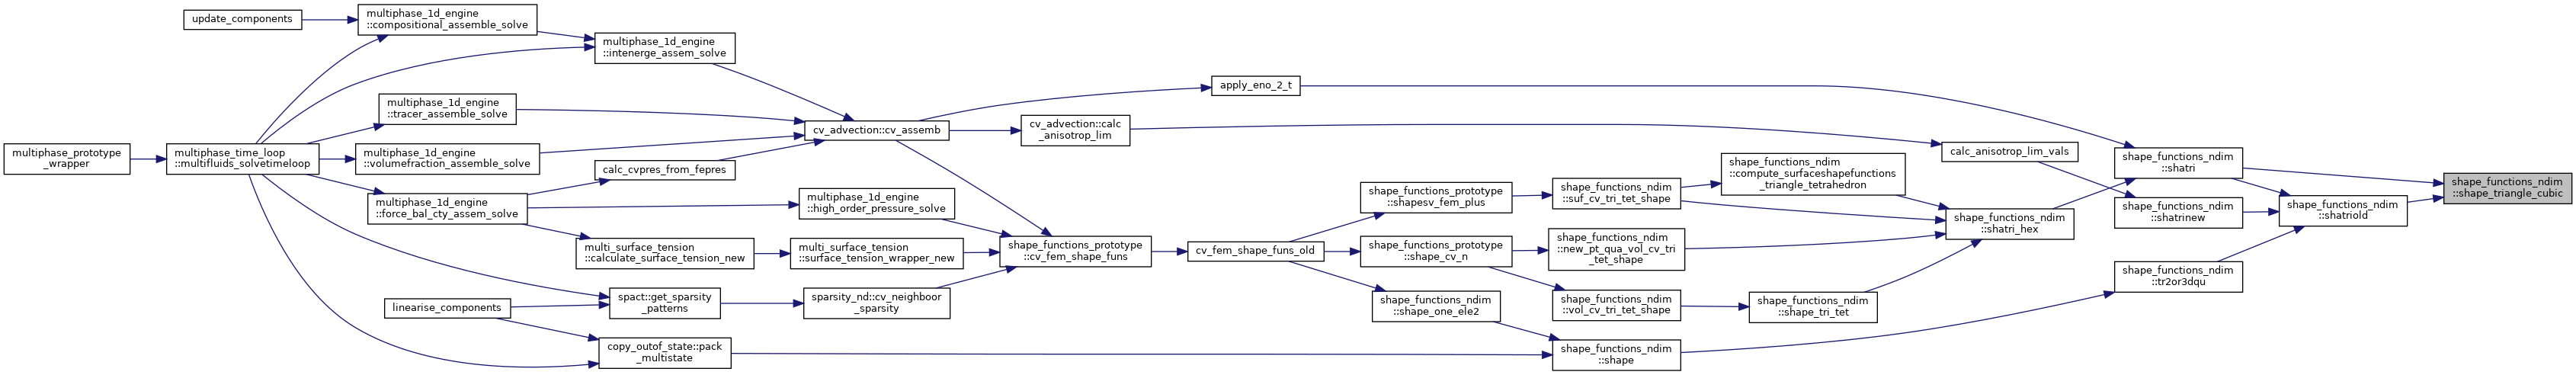 update_components
multiphase_1d_engine
::compositional_assemble_solve
multiphase_1d_engine
::intenerge_assem_solve
multiphase_1d_engine
::tracer_assemble_solve
multiphase_prototype
_wrapper
multiphase_time_loop
::multifluids_solvetimeloop
multiphase_1d_engine
::volumefraction_assemble_solve
calc_cvpres_from_fepres
multiphase_1d_engine
::force_bal_cty_assem_solve
multi_surface_tension
::calculate_surface_tension_new
linearise_components
spact::get_sparsity
_patterns
copy_outof_state::pack
_multistate
cv_advection::cv_assemb
multiphase_1d_engine
::high_order_pressure_solve
multi_surface_tension
::surface_tension_wrapper_new
sparsity_nd::cv_neighboor
_sparsity
apply_eno_2_t
cv_advection::calc
_anisotrop_lim
shape_functions_prototype
::cv_fem_shape_funs
cv_fem_shape_funs_old
shape_functions_prototype
::shapesv_fem_plus
shape_functions_prototype
::shape_cv_n
shape_functions_ndim
::shape_one_ele2
shape_functions_ndim
::suf_cv_tri_tet_shape
shape_functions_ndim
::new_pt_qua_vol_cv_tri
_tet_shape
shape_functions_ndim
::vol_cv_tri_tet_shape
shape_functions_ndim
::shape
shape_functions_ndim
::compute_surfaceshapefunctions
_triangle_tetrahedron
shape_functions_ndim
::shape_tri_tet
calc_anisotrop_lim_vals
shape_functions_ndim
::shatri_hex
shape_functions_ndim
::shatri
shape_functions_ndim
::shatrinew
shape_functions_ndim
::tr2or3dqu
shape_functions_ndim
::shatriold
shape_functions_ndim
::shape_triangle_cubic